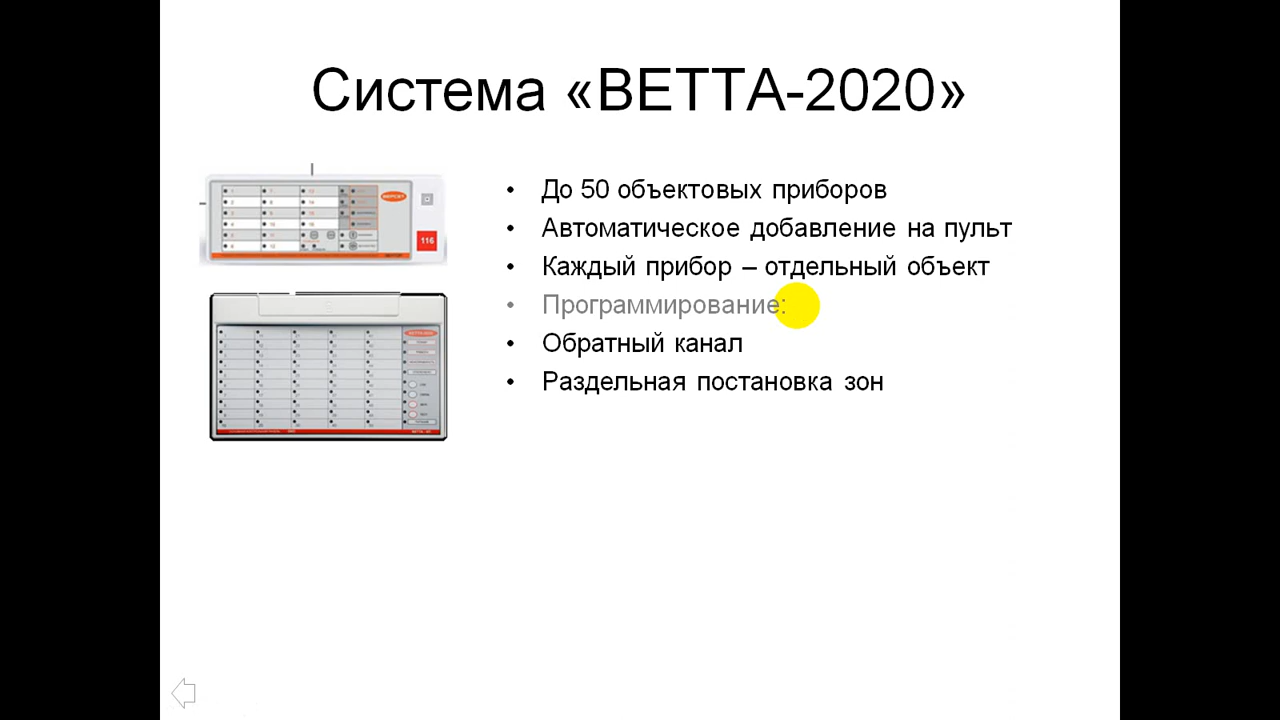 Система «ВЕТТА-2020»
• До 50 объектовых приборов
• Автоматическое добавление на пульт
• Каждый прибор – отдельный объект
• Программирование:
• Обратный канал
• Раздельная постановка зон
116